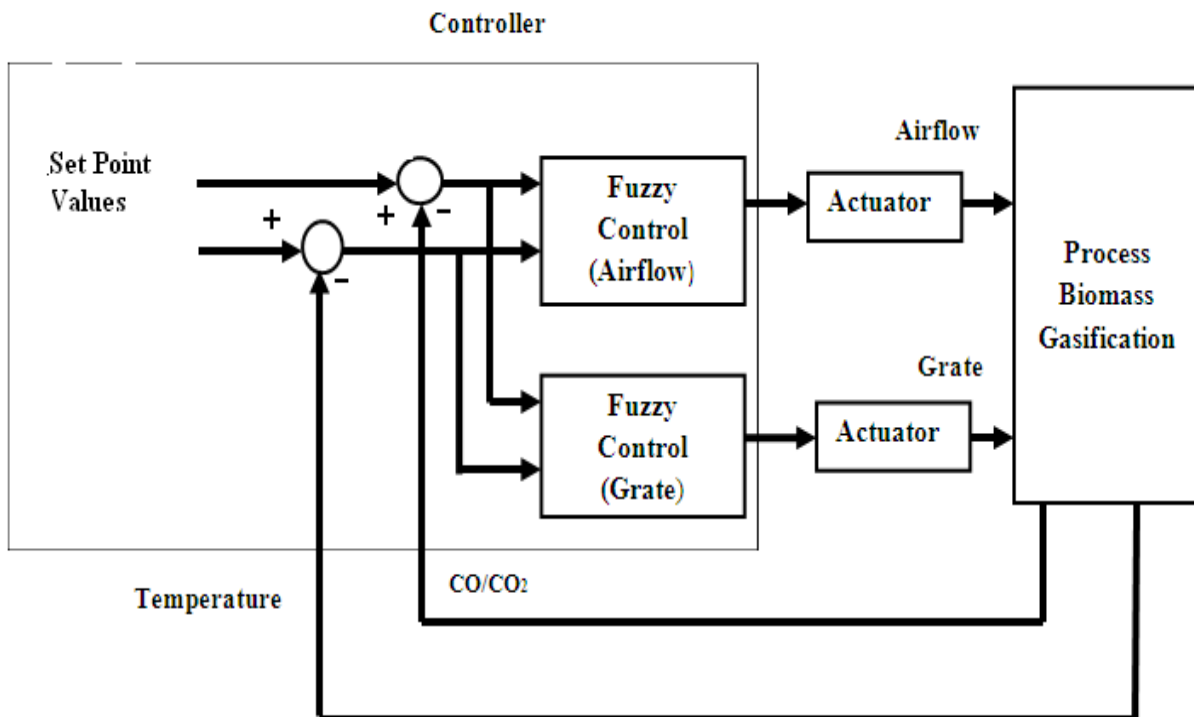 Controller
Airflow
Set Point
Values
Fuzzy
Control
(Airflow)
Actuator
+
+
-
-
Process
Biomass
Gasification
Grate
Fuzzy
Control
(Grate)
Actuator
Temperature
CO/CO₂